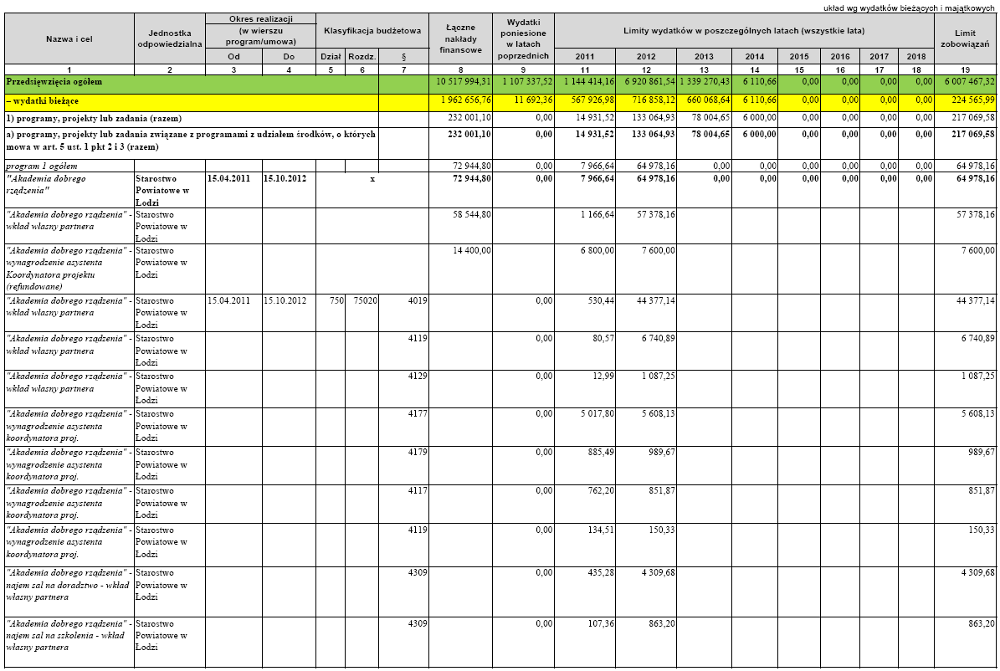 układ wg wydatków bieżących i majątkowych
Nazwa i cel
Jednostka
odpowiedzialna
Okres realizacji
(w wierszu
program/umowa)
Od Do
Klasyfikacja budżetowa
Dział Rozdz. §
Łączne
nakłady
finansowe
Wydatki
poniesione
w latach
poprzednich
Limity wydatków w poszczególnych latach (wszystkie lata)
2011 2012 2013 2014 2015 2016 2017 2018
Limit
zobowiązań
1 2 3 4 5 6 7 8 9 11 12 13 14 15 16 17 18 19
Przedsięwzięcia ogółem 10 517 994,31 1 107 337,52 1 144 414,16 6 920 861,54 1 339 270,43 6 110,66 0,00 0,00 0,00 0,00 6 007 467,32
– wydatki bieżące 1 962 656,76 11 692,36 567 926,98 716 858,12 660 068,64 6 110,66 0,00 0,00 0,00 0,00 224 565,99
1) programy, projekty lub zadania (razem) 232 001,10 0,00 14 931,52 133 064,93 78 004,65 6 000,00 0,00 0,00 0,00 0,00 217 069,58
a) programy, projekty lub zadania związane z programami z udziałem środków, o których 232 001,10 0,00 14 931,52 133 064,93 78 004,65 6 000,00 0,00 0,00 0,00 0,00 217 069,58
mowa w art. 5 ust. 1 pkt 2 i 3 (razem)
program 1 ogółem 72 944,80 0,00 7 966,64 64 978,16 0,00 0,00 0,00 0,00 0,00 0,00 64 978,16
"Akademia dobrego Starostwo 15.04.2011 15.10.2012 x 72 944,80 0,00 7 966,64 64 978,16 0,00 0,00 0,00 0,00 0,00 0,00 64 978,16
rządzenia" Powiatowe w
Łodzi
"Akademia dobrego rządzenia" - Starostwo 58 544,80 1 166,64 57 378,16 57 378,16
wkład własny partnera Powiatowe w
Łodzi
"Akademia dobrego rządzenia" - Starostwo 14 400,00 6 800,00 7 600,00 7 600,00
wynagrodzenie asystenta Powiatowe w
Koordynatora projektu Łodzi
(refundowane)
"Akademia dobrego rządzenia" - Starostwo 15.04.2011 15.10.2012 750 75020 4019 0,00 530,44 44 377,14 44 377,14
wkład własny partnera Powiatowe w
Łodzi
"Akademia dobrego rządzenia" - Starostwo 4119 0,00 80,57 6 740,89 6 740,89
wkład własny partnera Powiatowe w
Łodzi
"Akademia dobrego rządzenia" - Starostwo 4129 0,00 12,99 1 087,25 1 087,25
wkład własny partnera Powiatowe w
Łodzi
"Akademia dobrego rządzenia" - Starostwo 4177 0,00 5 017,80 5 608,13 5 608,13
wynagrodzenie asystenta Powiatowe w
koordynatora proj. Łodzi
"Akademia dobrego rządzenia" - Starostwo 4179 0,00 885,49 989,67 989,67
wynagrodzenie asystenta Powiatowe w
koordynatora proj. Łodzi
"Akademia dobrego rządzenia" - Starostwo 4117 0,00 762,20 851,87 851,87
wynagrodzenie asystenta Powiatowe w
koordynatora proj. Łodzi
"Akademia dobrego rządzenia" - Starostwo 4119 0,00 134,51 150,33 150,33
wynagrodzenie asystenta Powiatowe w
koordynatora proj. Łodzi
"Akademia dobrego rządzenia" - Starostwo 4309 0,00 435,28 4 309,68 4 309,68
najem sal na doradztwo - wkład Powiatowe w
własny partnera Łodzi
"Akademia dobrego rządzenia" - Starostwo 4309 0,00 107,36 863,20 863,20
najem sal na szkolenia - wkład Powiatowe w
własny partnera Łodzi